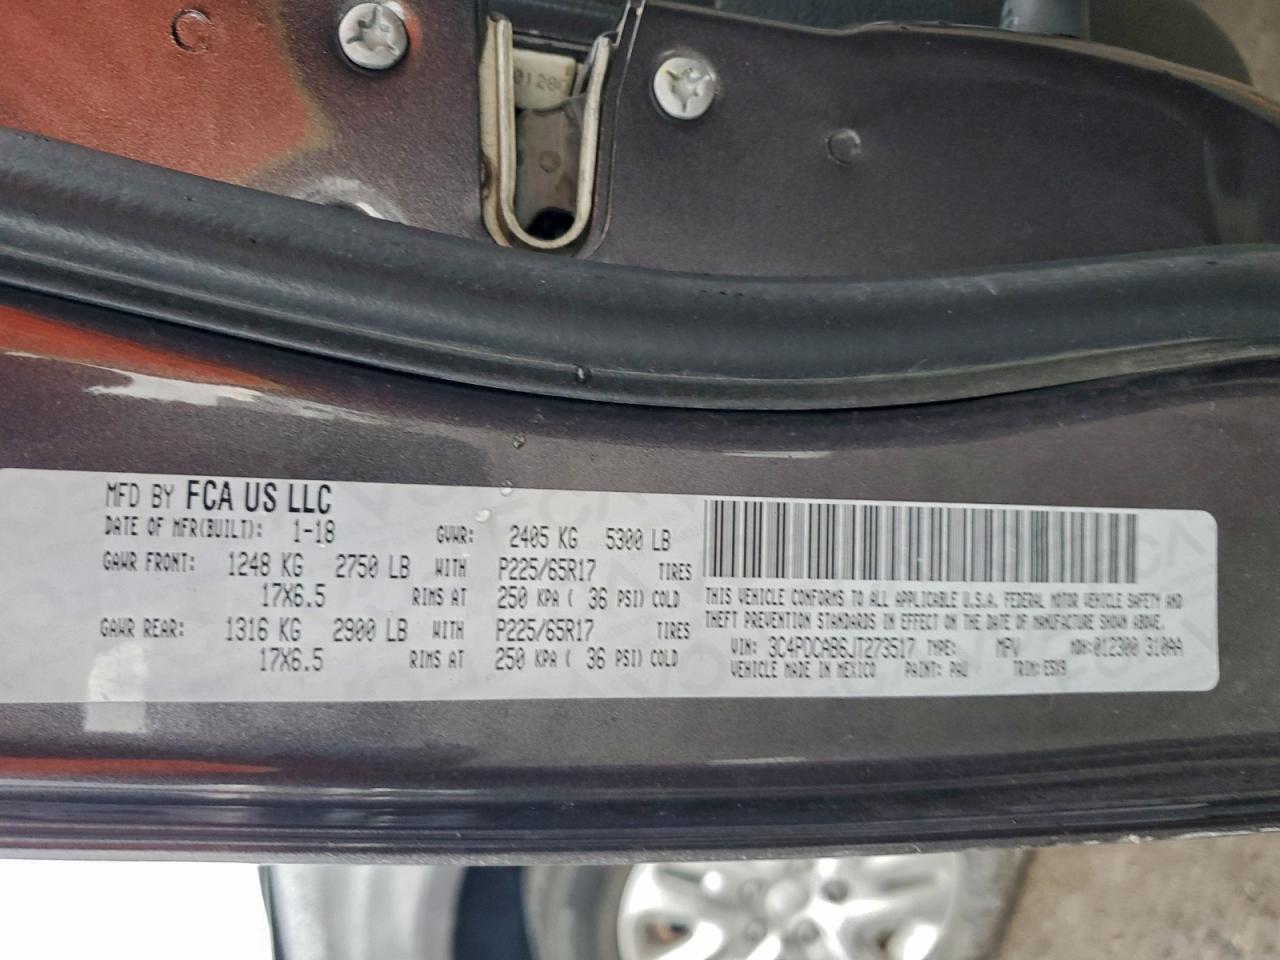 MFD BY FCA US LLC
DATE OF MFR(BUILT): 1-18 GVWR: 2405 KG 5300 LB
GAWR FRONT: 1248 KG 2750 LB WITH P225/65R17 TIRES
17X6.5 RIMS AT 250 KPA ( 36 PSI) COLD
GAWR REAR: 1316 KG 2900 LB WITH P225/65R17 TIRES
17X6.5 RIMS AT 250 KPA ( 36 PSI) COLD
THIS VEHICLE CONFORMS TO ALL APPLICABLE U.S.A. FEDERAL MOTOR VEHICLE SAFETY AND
THEFT PREVENTION STANDARDS IN EFFECT ON THE DATE OF MANUFACTURE SHOWN ABOVE.
VIN: 3C4PDCAB6JT273517 TYPE: MPV MDH:012300 310AA
VEHICLE MADE IN MEXICO PAINT: PAU TRIM: